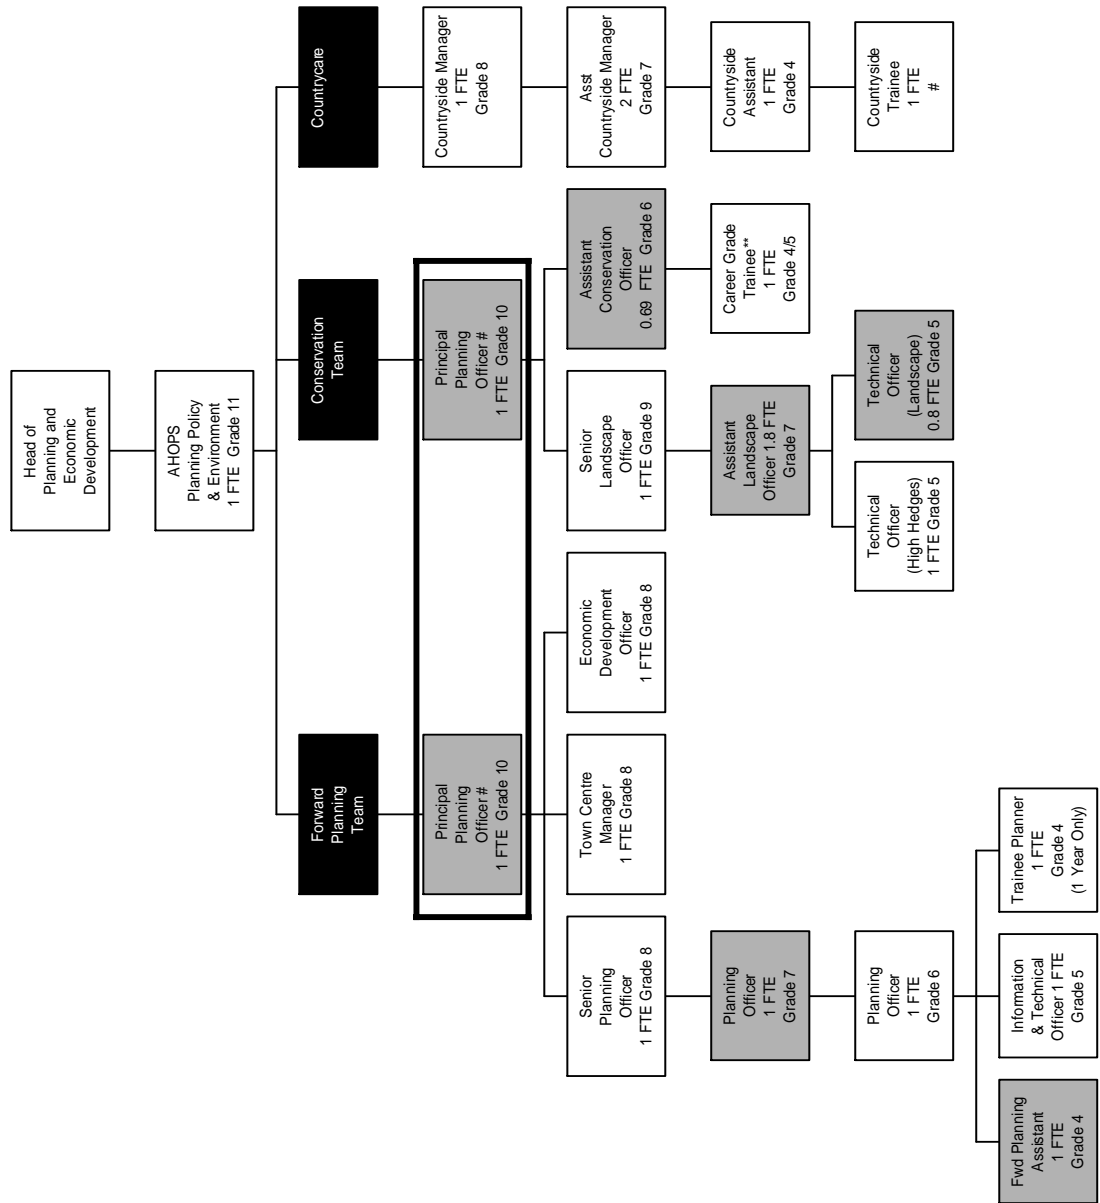 Head of
Planning and
Economic
Development
AHOPS
Planning Policy
& Environment
1 FTE Grade 11
Forward
Planning
Team
Conservation
Team
Countrycare
Principal
Planning
Officer #
1 FTE Grade 10
Principal
Planning
Officer #
1 FTE Grade 10
Countryside Manager
1 FTE
Grade 8
Senior
Planning
Officer
1 FTE Grade 8
Town Centre
Manager
1 FTE Grade 8
Economic
Development
Officer
1 FTE Grade 8
Senior
Landscape
Officer
1 FTE Grade 9
Assistant
Conservation
Officer
0.69 FTE Grade 6
Asst
Countryside Manager
2 FTE
Grade 7
Planning
Officer
1 FTE
Grade 7
Assistant
Landscape
Officer 1.8 FTE
Grade 7
Career Grade
Trainee**
1 FTE
Grade 4/5
Countryside
Assistant
1 FTE
Grade 4
Planning
Officer
1 FTE
Grade 6
Technical
Officer
(High Hedges)
1 FTE Grade 5
Technical
Officer
(Landscape)
0.8 FTE Grade 5
Countryside
Trainee
1 FTE
#
Fwd Planning
Assistant
1 FTE
Grade 4
Information
& Technical
Officer 1 FTE
Grade 5
Trainee Planner
1 FTE
Grade 4
(1 Year Only)